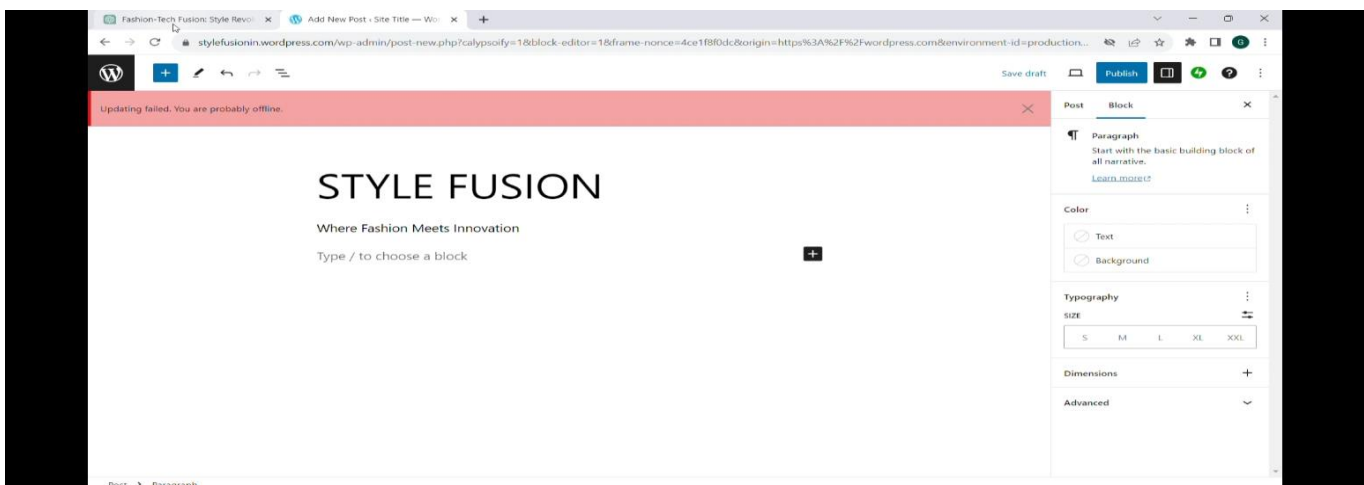 Fashion-Tech Fusion: Style Revol
Add New Post ‹ Site Title — Wo
stylefusionin.wordpress.com/wp-admin/post-new.php?calypsoify=1&block-editor=1&frame-nonce=4ce1f8f0dc&origin=https%3A%2F%2Fwordpress.com&environment-id=production...
G
Save draft
Publish
Updating failed. You are probably offline.
Post Block
Paragraph
Start with the basic building block of
all narrative.
Learn more
STYLE FUSION
Where Fashion Meets Innovation
Type / to choose a block
Color
Text
Background
Typography
SIZE
S M L XL XXL
Dimensions
Advanced
Post > Paragraph